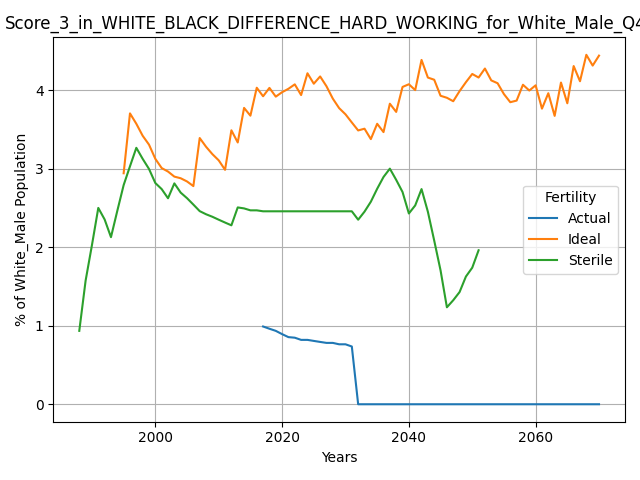 Score_3_in_WHITE_BLACK_DIFFERENCE_HARD_WORKING_for_White_Male_Q4
% of White_Male Population
4
3
2
1
0
Fertility
Actual
Ideal
Sterile
2000 2020 2040 2060
Years